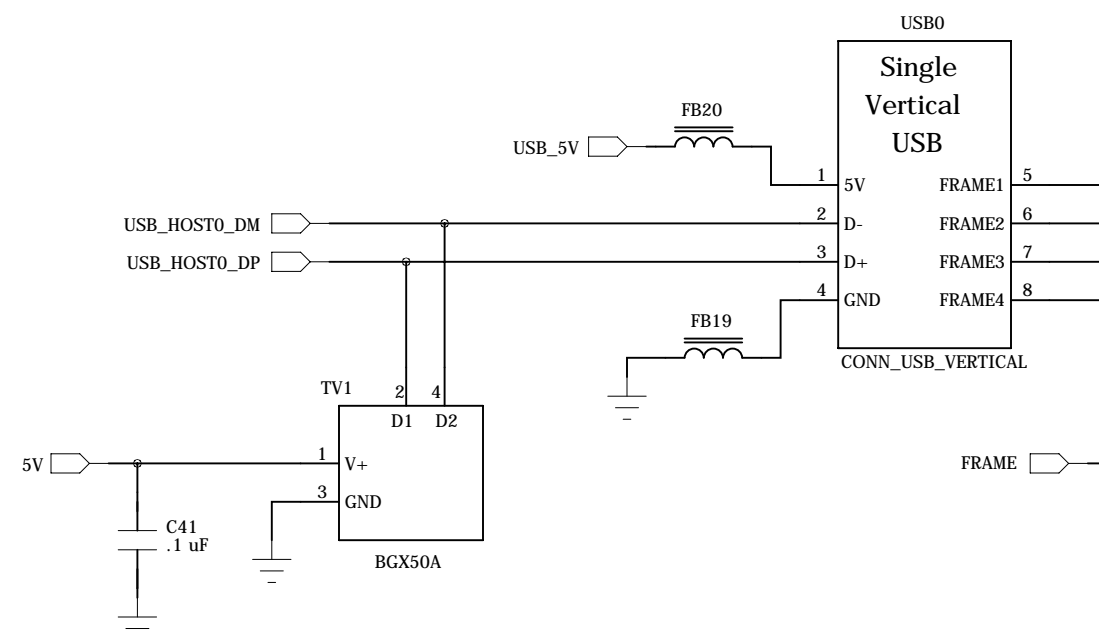 USB0
Single
Vertical
USB
FB20
USB_5V
1
5V
FRAME1
5
USB_HOST0_DM
2
D-
FRAME2
6
USB_HOST0_DP
3
D+
FRAME3
7
4
GND
FRAME4
8
FB19
CONN_USB_VERTICAL
TV1
2
4
D1
D2
5V
1
V+
FRAME
3
GND
C41
.1 uF
BGX50A